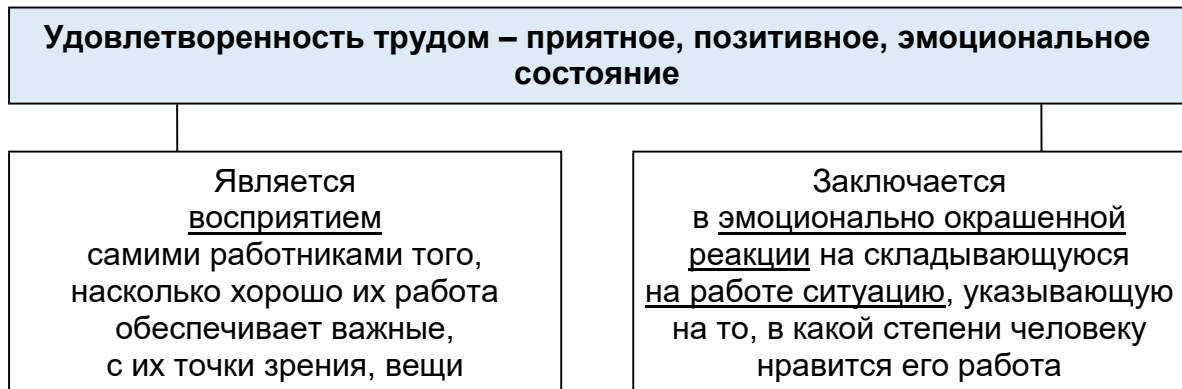 Удовлетворенность трудом – приятное, позитивное, эмоциональное
состояние
Является
восприятием
самими работниками того,
насколько хорошо их работа
обеспечивает важные,
с их точки зрения, вещи
Заключается
в эмоционально окрашенной
реакции на складывающуюся
на работе ситуацию, указывающую
на то, в какой степени человеку
нравится его работа